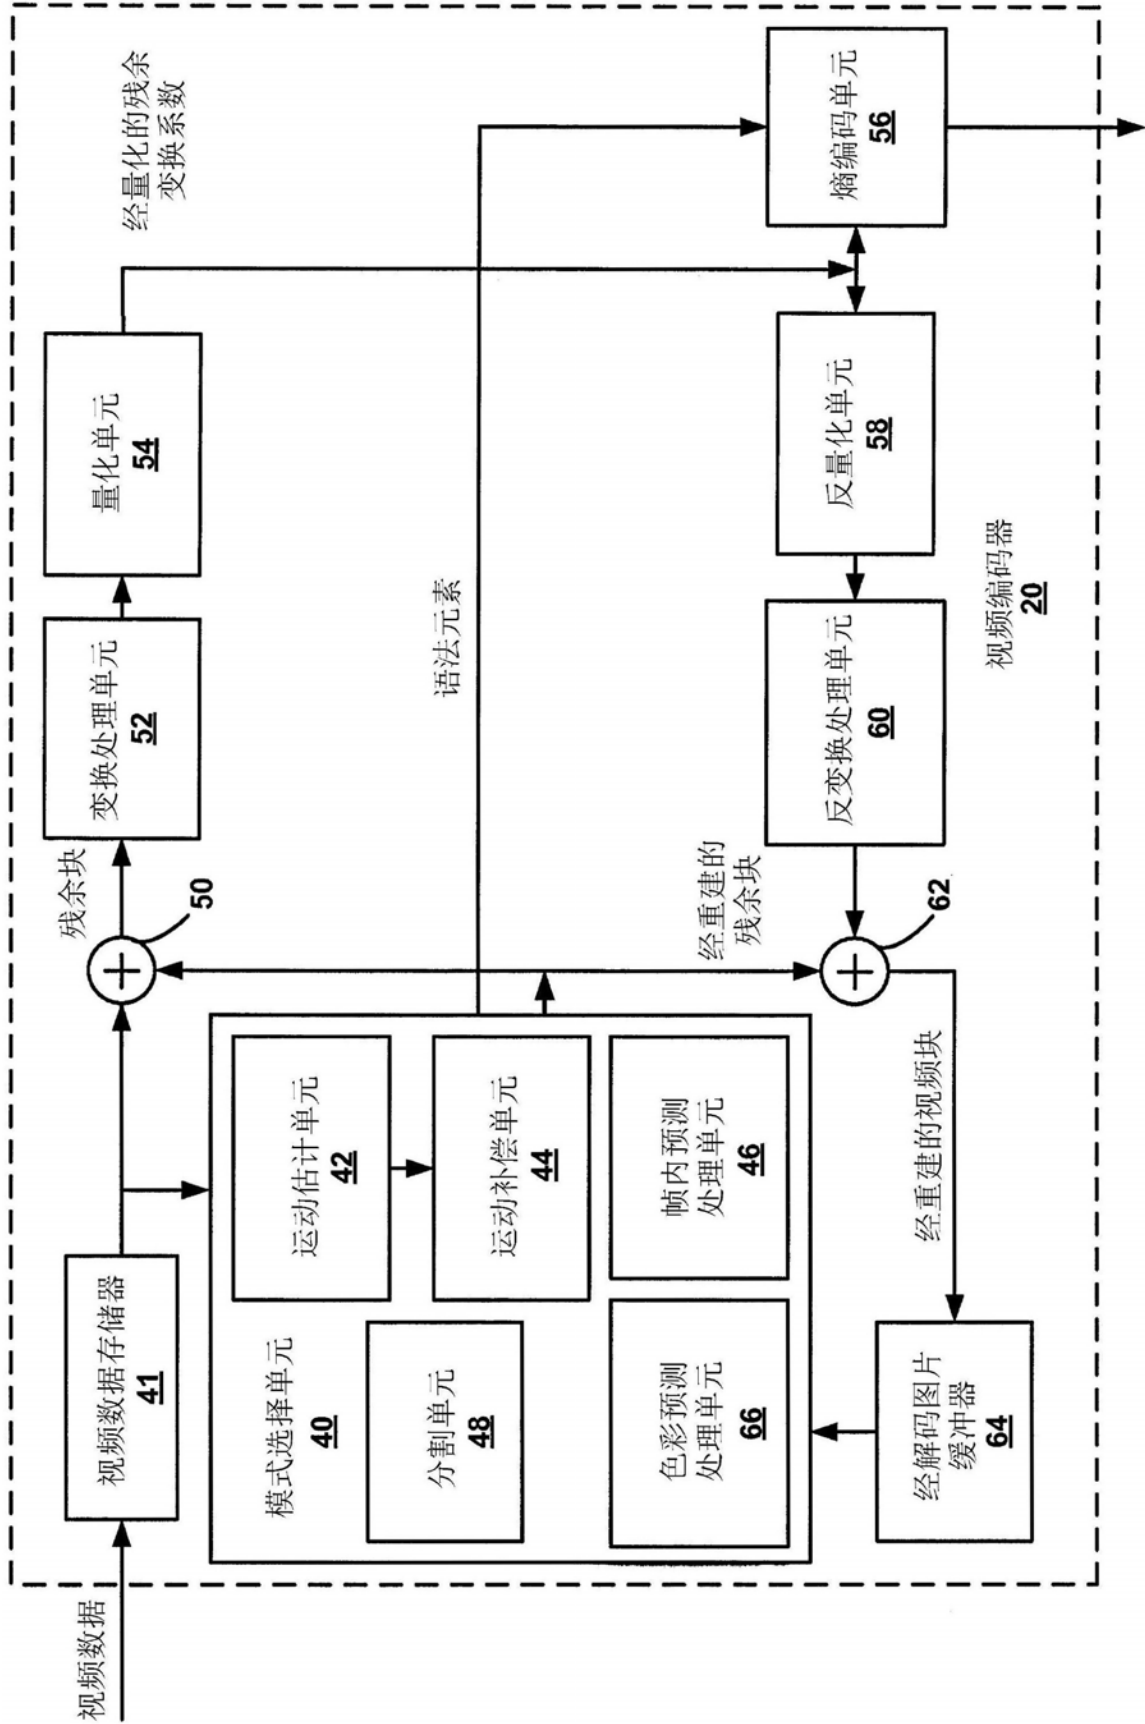 视频数据
视频数据存储器
41
残余块
50
变换处理单元
52
量化单元
54
经量化的残余
变换系数
模式选择单元
40
运动估计单元
42
分割单元
48
运动补偿单元
44
色彩预测
处理单元
66
帧内预测
处理单元
46
语法元素
经重建的
残余块
62
反变换处理单元
60
反量化单元
58
熵编码单元
56
经解码图片
缓冲器
64
经重建的视频块
视频编码器
20